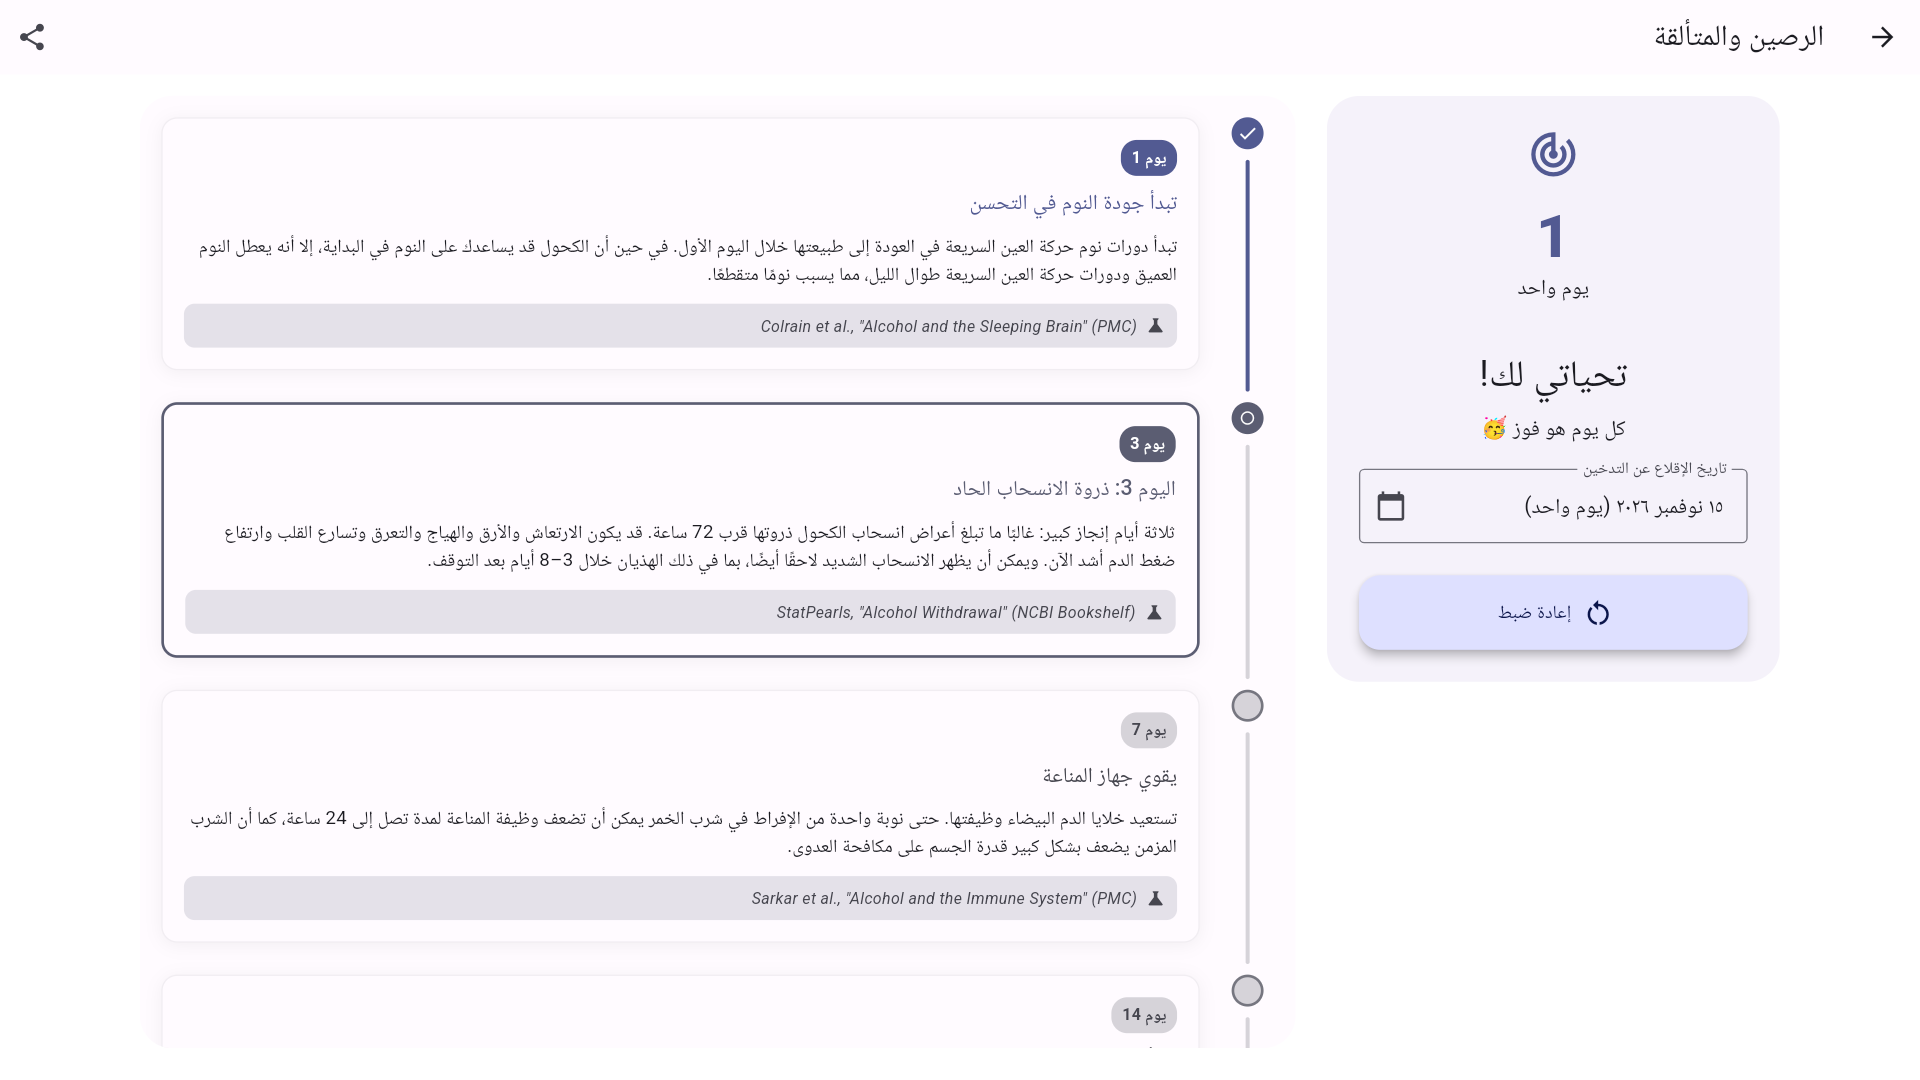 الرصين والمتألقة
1
يوم واحد
تحياتي لك!
كل يوم هو فوز 🥳
تاريخ الإقلاع عن التدخين
١٥ نوفمبر ٢٠٢٦ (يوم واحد)
إعادة ضبط
يوم 1
تبدأ جودة النوم في التحسن
تبدأ دورات نوم حركة العين السريعة في العودة إلى طبيعتها خلال اليوم الأول. في حين أن الكحول قد يساعدك على النوم في البداية، إلا أنه يعطل النوم
العميق ودورات حركة العين السريعة طوال الليل، مما يسبب نومًا متقطعًا.
Colrain et al., "Alcohol and the Sleeping Brain" (PMC)
يوم 3
اليوم 3: ذروة الانسحاب الحاد
ثلاثة أيام إنجاز كبير: غالبًا ما تبلغ أعراض انسحاب الكحول ذروتها قرب 72 ساعة. قد يكون الارتعاش والأرق والهياج والتعرق وتسارع القلب وارتفاع
ضغط الدم أشد الآن. ويمكن أن يظهر الانسحاب الشديد لاحقًا أيضًا، بما في ذلك الهذيان خلال 3–8 أيام بعد التوقف.
StatPearls, "Alcohol Withdrawal" (NCBI Bookshelf)
يوم 7
يقوي جهاز المناعة
تستعيد خلايا الدم البيضاء وظيفتها. حتى نوبة واحدة من الإفراط في شرب الخمر يمكن أن تضعف وظيفة المناعة لمدة تصل إلى 24 ساعة، كما أن الشرب
المزمن يضعف بشكل كبير قدرة الجسم على مكافحة العدوى.
Sarkar et al., "Alcohol and the Immune System" (PMC)
يوم 14